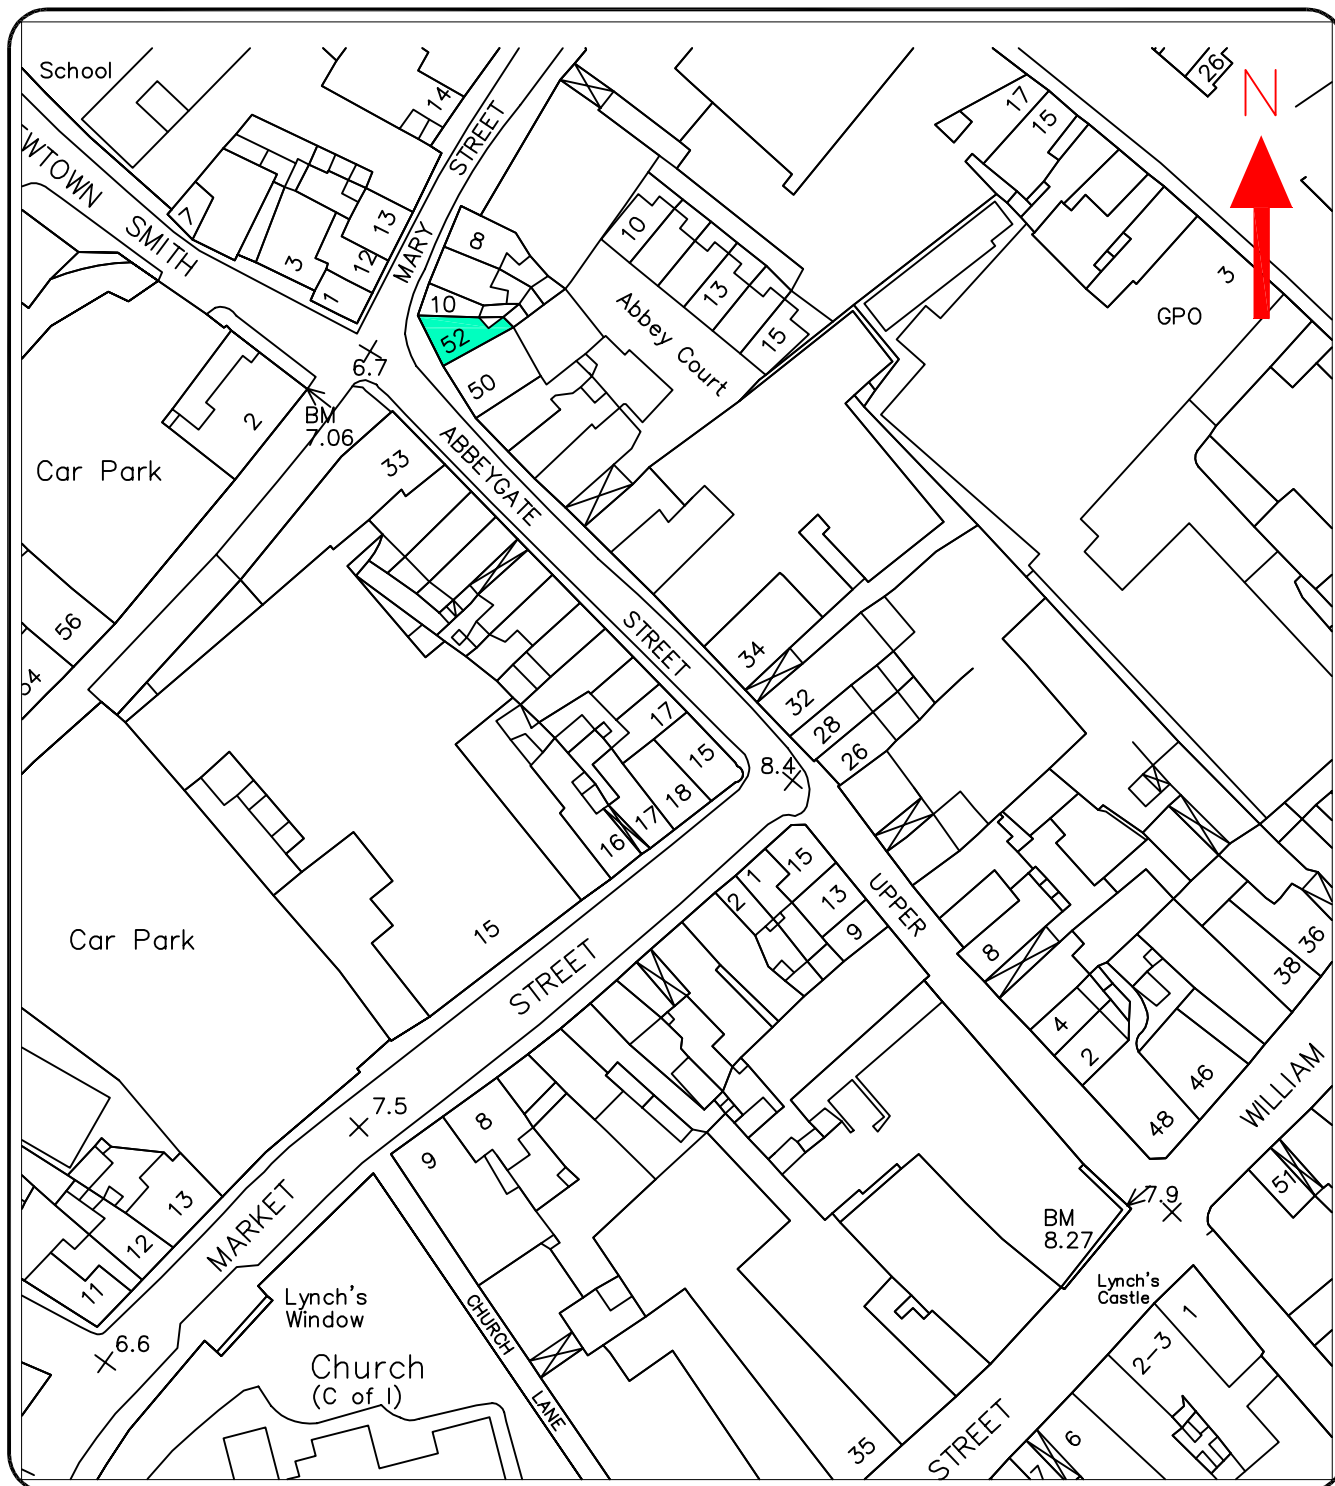 School
14
STREET
26
N
17
15
7
WTOWN
SMITH
13
MARY
8
10
3
12
1
10
13
15
Abbey Court
3
GPO
52
6.7
50
2
BM
7.06
33
ABBEYGATE
Car Park
56
STREET
34
32
28
26
17
15
8.4
18
17
16
1
15
2
13
UPPER
9
15
Car Park
STREET
8
36
38
4
2
46
WILLIAM
48
7.5
8
9
13
MARKET
12
11
51
7.9
BM
8.27
Lynch's
Castle
Lynch's
Window
CHURCH
LANE
6.6
Church
(C of I)
1
2-3
6
7
35
STREET